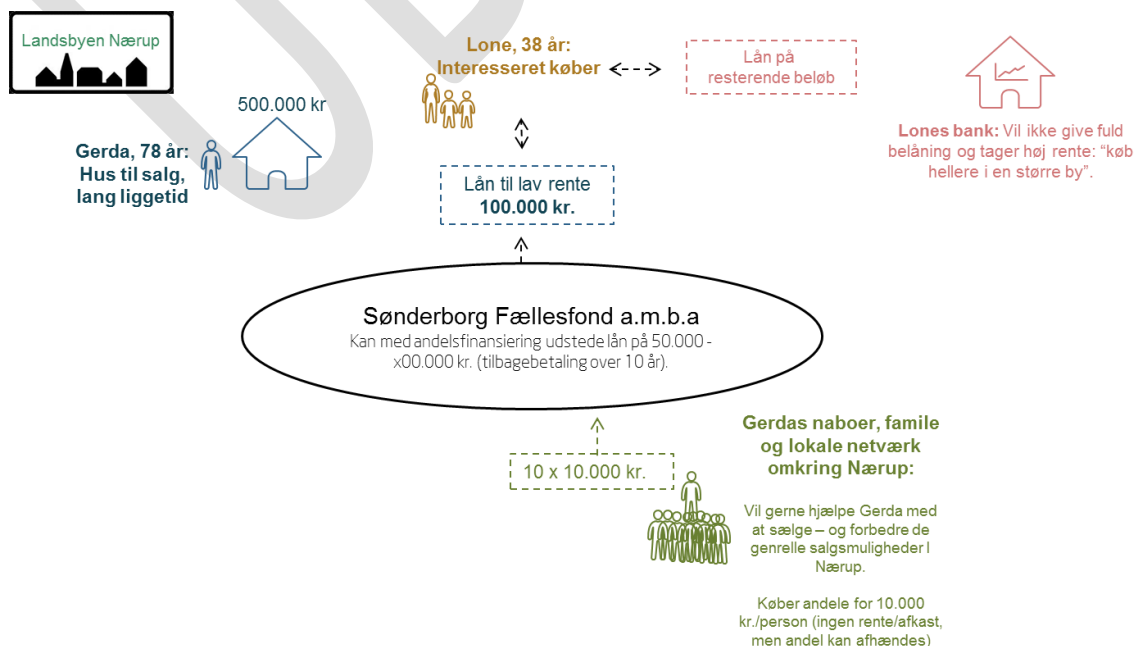 Landsbyen Nærup
Lone, 38 år:
Interesseret køber
Lån på
resterende beløb
500.000 kr
Gerda, 78 år:
Hus til salg,
lang liggetid
Lones bank: Vil ikke give fuld
belåning og tager høj rente: “køb
hellere i en større by”.
Lån til lav rente
100.000 kr.
Sønderborg Fællesfond a.m.b.a
Kan med andelsfinansiering udstede lån på 50.000 -
x00.000 kr. (tilbagebetaling over 10 år).
10 x 10.000 kr.
Gerdas naboer, famile
og lokale netværk
omkring Nærup:
Vil gerne hjælpe Gerda med
at sælge – og forbedre de
genrelle salgsmuligheder I
Nærup.
Køber andele for 10.000
kr./person (ingen rente/afkast,
men andel kan afhændes)